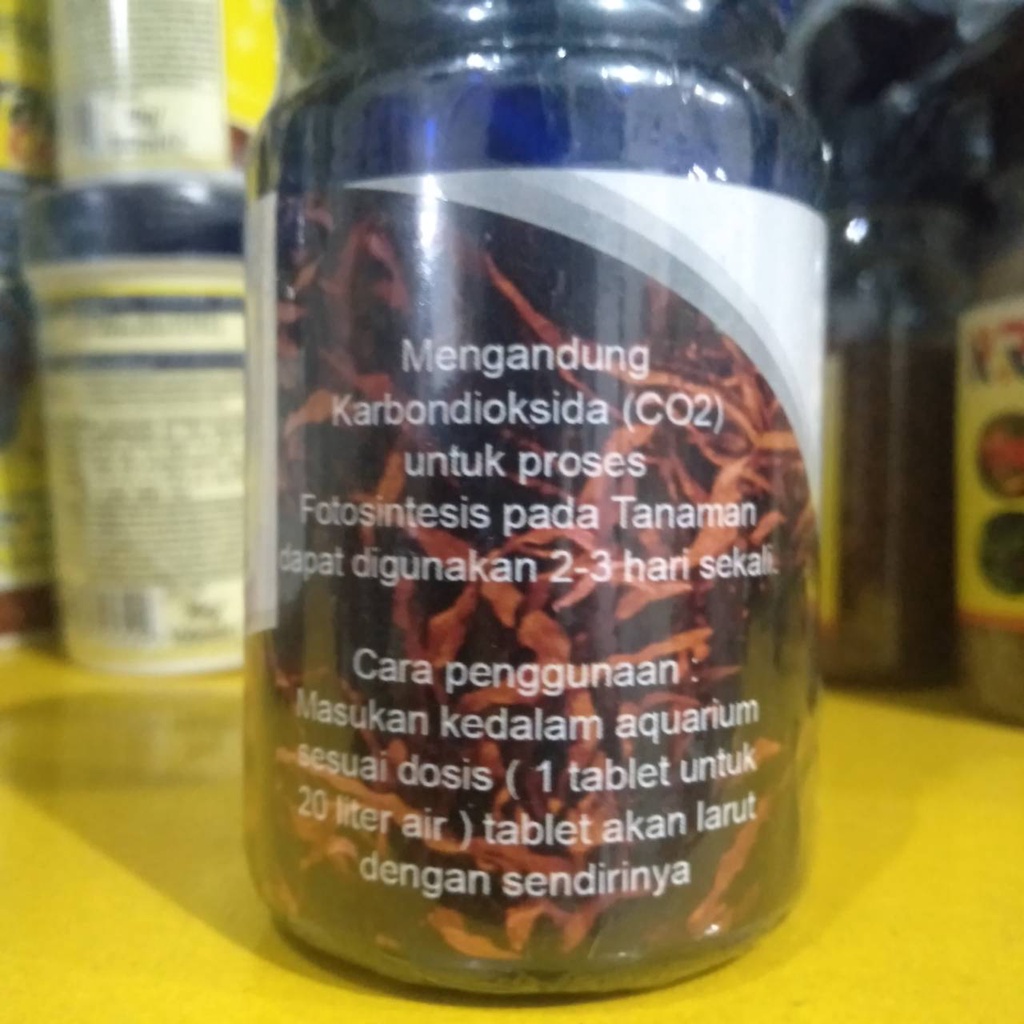 Mengandung
Karbondioksida (CO2)
untuk proses
Fotosintesis pada Tanaman
dapat digunakan 2-3 hari sekali.
Cara penggunaan :
Masukan kedalam aquarium
sesuai dosis ( 1 tablet untuk
20 liter air ) tablet akan larut
dengan sendirinya